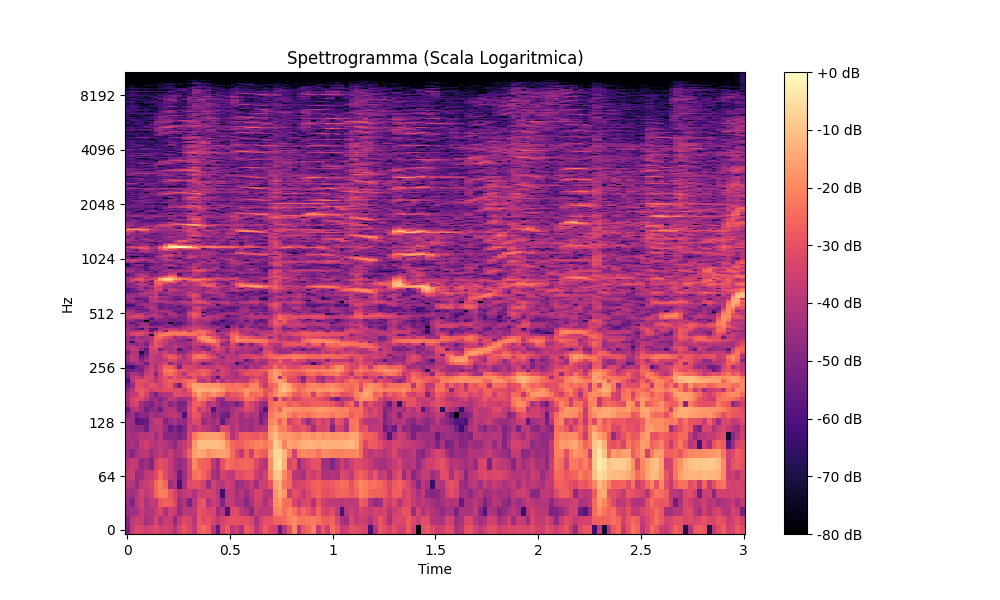 Spettrogramma (Scala Logaritmica)
8192
4096
2048
1024
512
256
128
64
0
Hz
0 0.5 1 1.5 2 2.5 3
Time
+0 dB
-10 dB
-20 dB
-30 dB
-40 dB
-50 dB
-60 dB
-70 dB
-80 dB